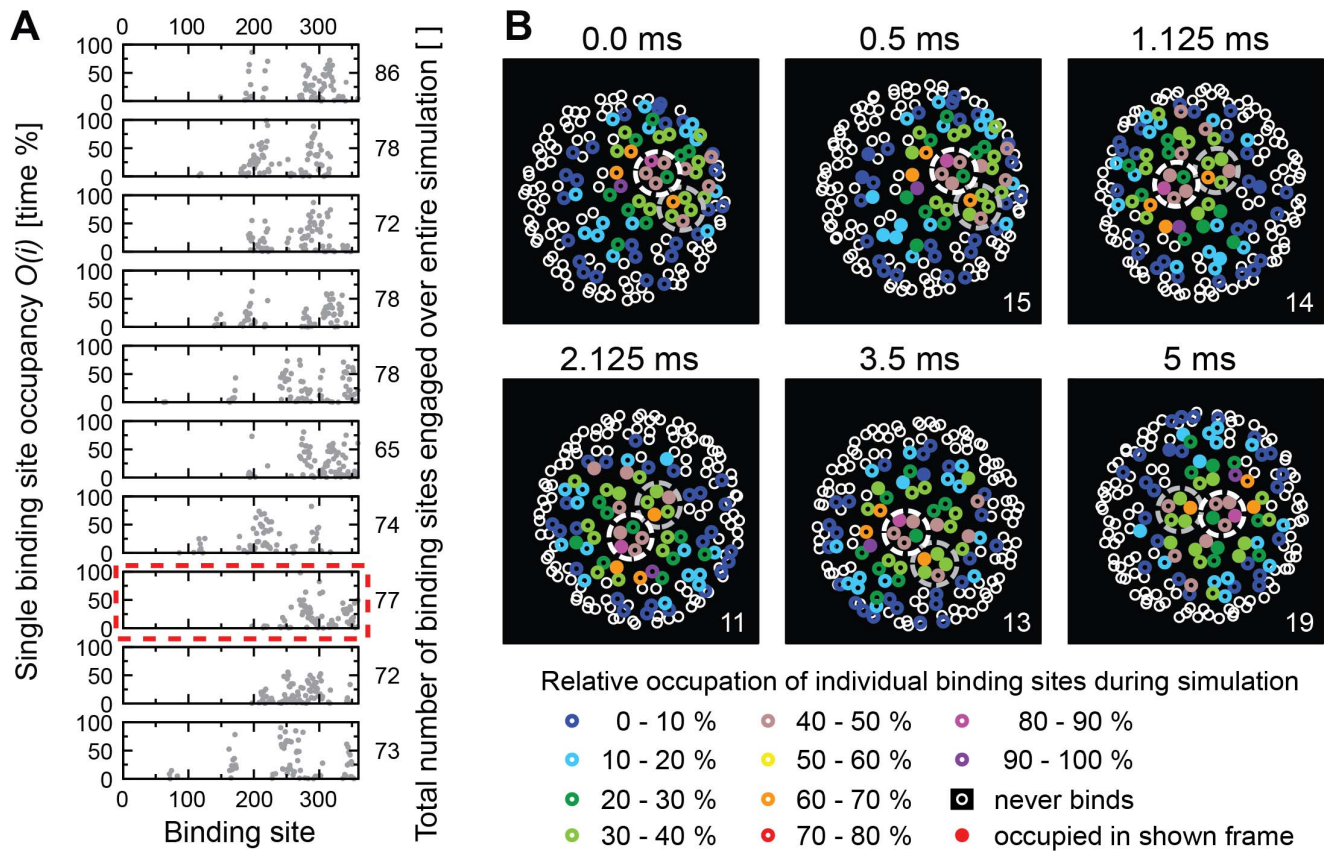 A
Single binding site occupancy O(i) [time %]
0 100 200 300
100
50
0
86
100
50
0
78
100
50
0
72
100
50
0
78
100
50
0
78
100
50
0
65
100
50
0
74
100
50
0
77
100
50
0
72
100
50
0
73
0 100 200 300
Binding site
Total number of binding sites engaged over entire simulation [ ]
B
0.0 ms
0.5 ms
15
1.125 ms
14
2.125 ms
11
3.5 ms
13
5 ms
19
Relative occupation of individual binding sites during simulation
0 - 10 %
10 - 20 %
20 - 30 %
30 - 40 %
40 - 50 %
50 - 60 %
60 - 70 %
70 - 80 %
80 - 90 %
90 - 100 %
never binds
occupied in shown frame